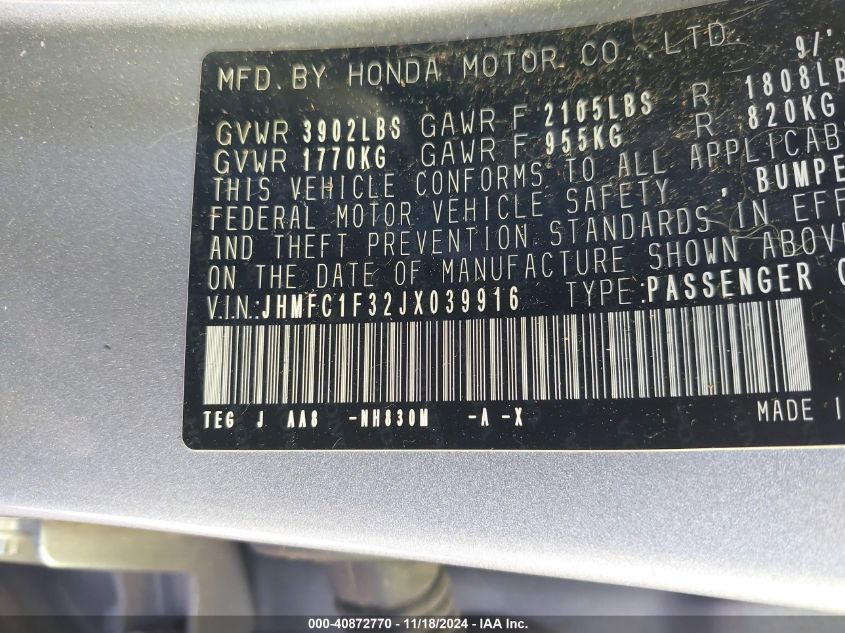 MFD. BY HONDA MOTOR CO., LTD. 9/'
GVWR 3902LBS GAWR F 2105LBS R 1808LB
GVWR 1770KG GAWR F 955KG R 820KG
THIS VEHICLE CONFORMS TO ALL APPLICAB
FEDERAL MOTOR VEHICLE SAFETY , BUMPE
AND THEFT PREVENTION STANDARDS IN EFF
ON THE DATE OF MANUFACTURE SHOWN ABOV
V.I.N.:JHMFC1F32JX039916 TYPE:PASSENGER
TEG J AA8 -NH830M -A -X MADE I
000-40872770 - 11/18/2024 - IAA Inc.